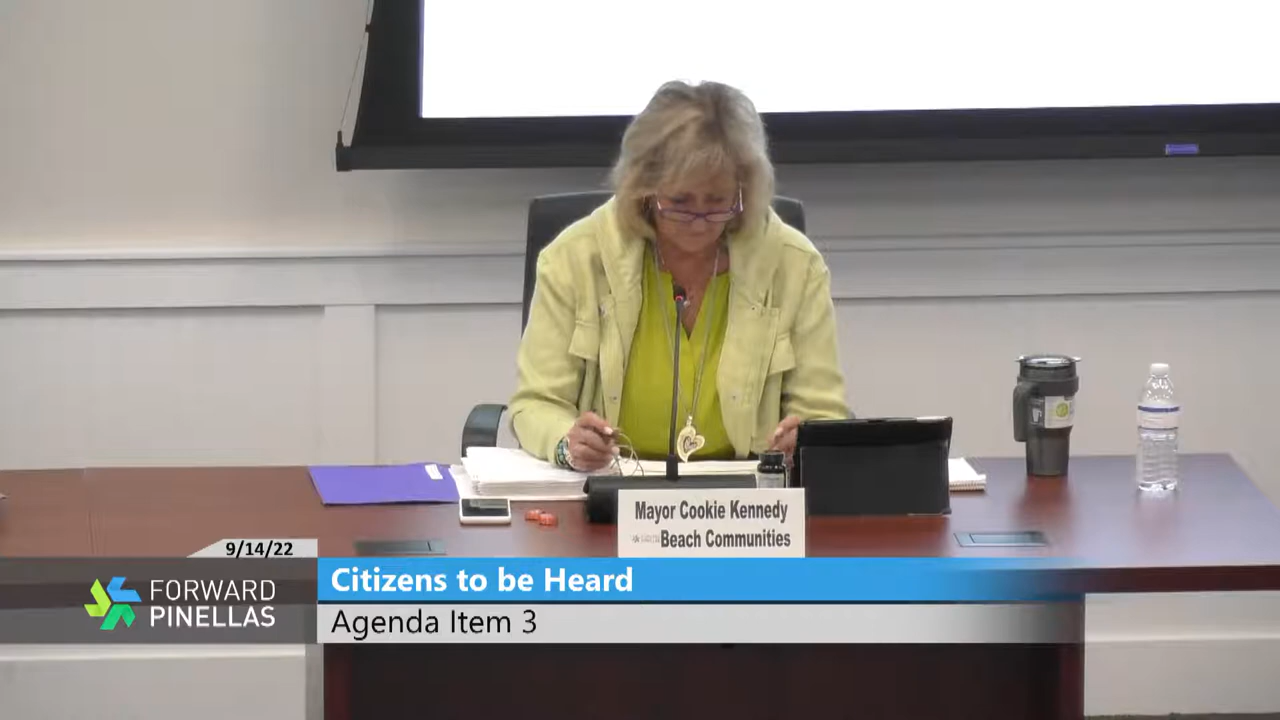 Mayor Cookie Kennedy
Beach Communities
9/14/22
FORWARD
PINELLAS
Citizens to be Heard
Agenda Item 3